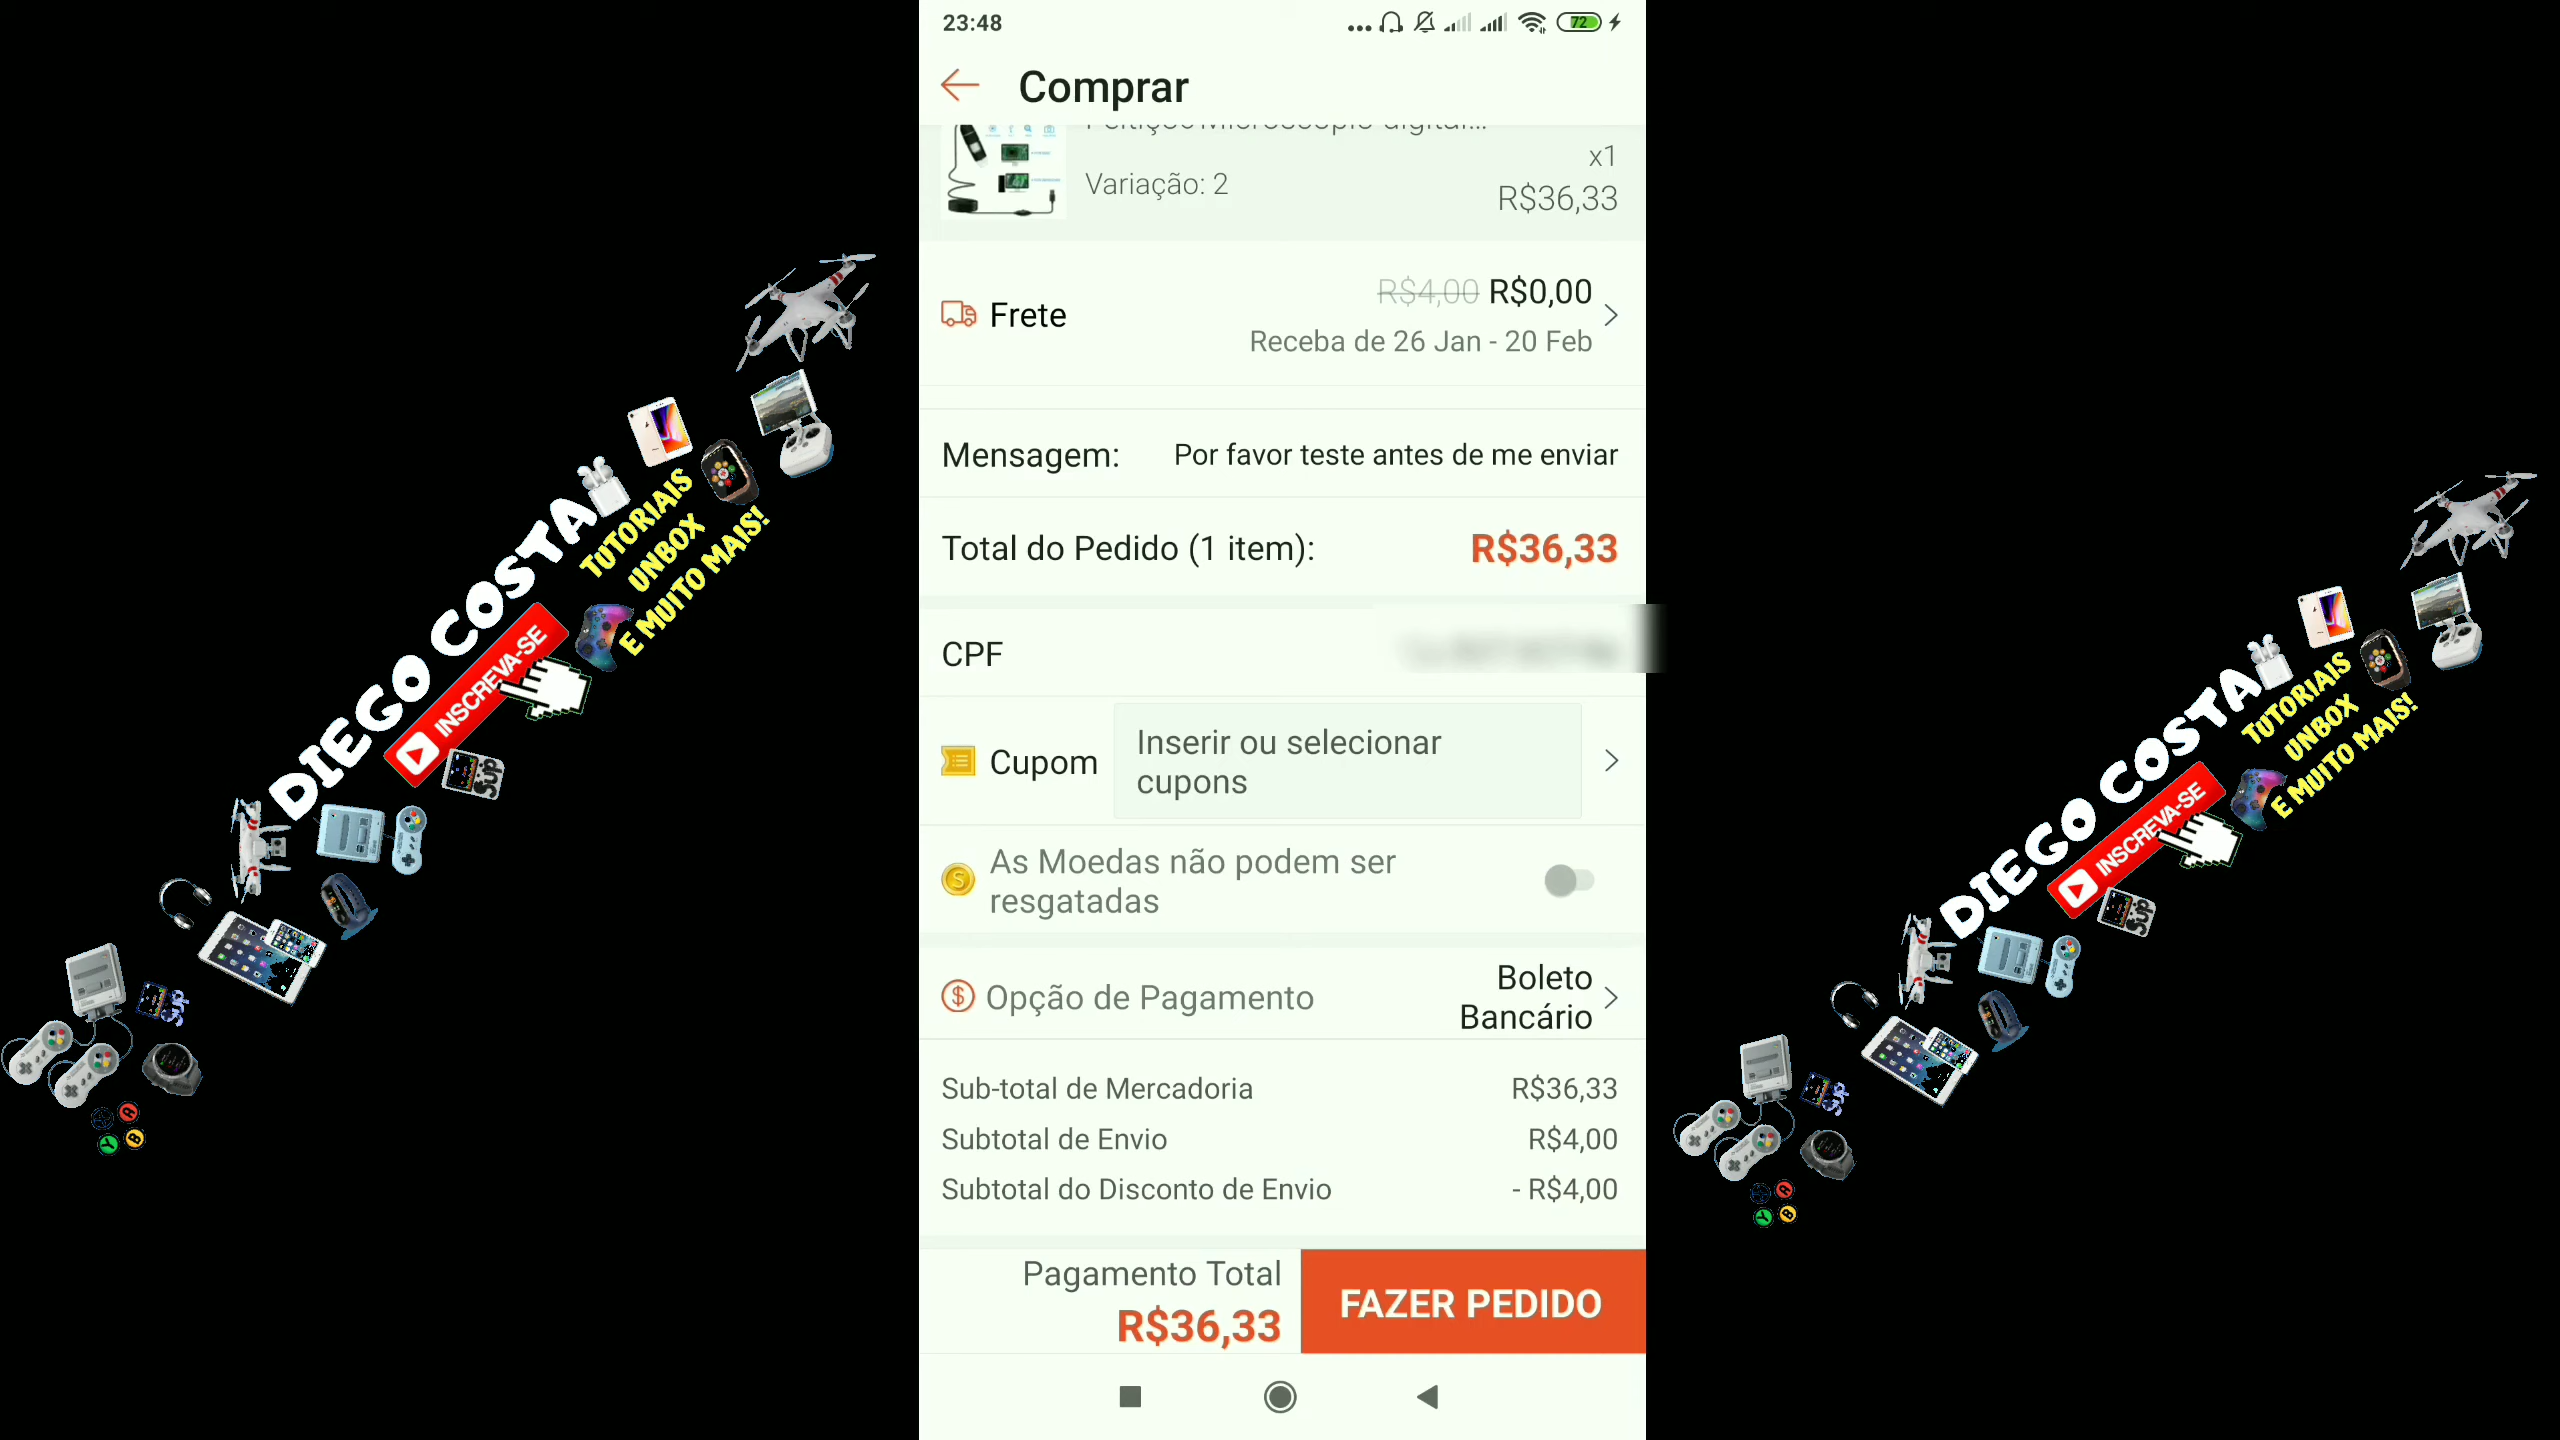 23:48
72
Comprar
Variação: 2
x1
R$36,33
Frete
R$4,00 R$0,00
Receba de 26 Jan - 20 Feb
Mensagem: Por favor teste antes de me enviar
Total do Pedido (1 item): R$36,33
CPF
Cupom
Inserir ou selecionar
cupons
As Moedas não podem ser
resgatadas
Opção de Pagamento
Boleto
Bancário
Sub-total de Mercadoria R$36,33
Subtotal de Envio R$4,00
Subtotal do Disconto de Envio - R$4,00
Pagamento Total
R$36,33
FAZER PEDIDO
DIEGO COSTA
INSCREVA-SE
TUTORIAIS
UNBOX
E MUITO MAIS!
Sup
DIEGO COSTA
INSCREVA-SE
TUTORIAIS
UNBOX
E MUITO MAIS!
Sup